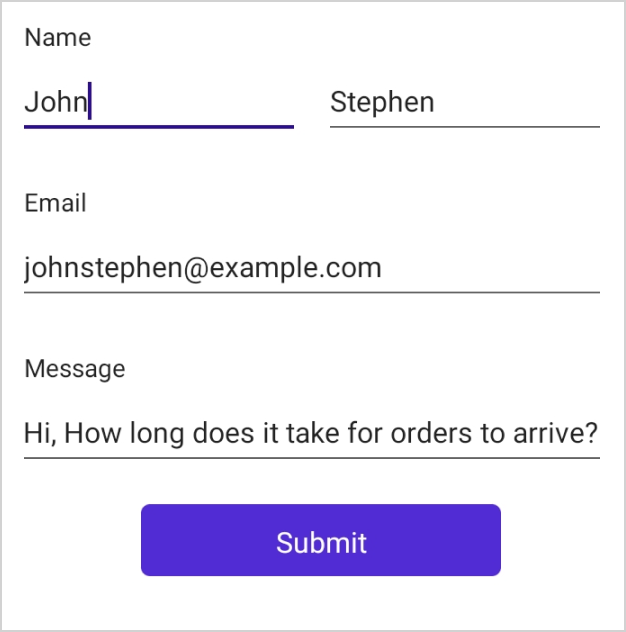 Name
John Stephen
Email
johnstephen@example.com
Message
Hi, How long does it take for orders to arrive?
Submit